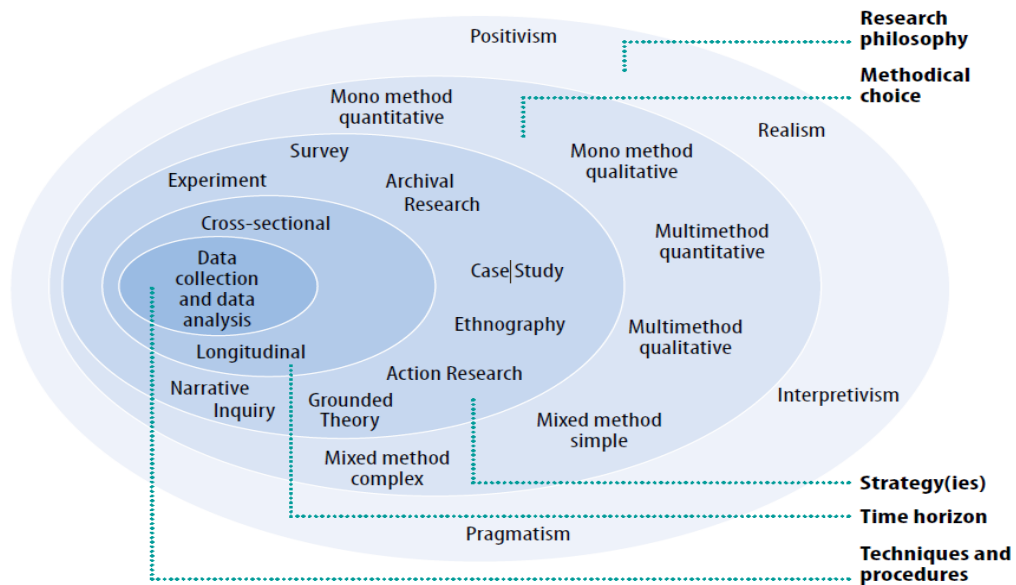 Positivism
Research
philosophy
Methodical
choice
Mono method
quantitative
Realism
Survey
Mono method
qualitative
Experiment
Archival
Research
Cross-sectional
Multimethod
quantitative
Data
collection
and data
analysis
Case Study
Ethnography
Multimethod
qualitative
Longitudinal
Action Research
Narrative
Inquiry
Grounded
Theory
Interpretivism
Mixed method
simple
Mixed method
complex
Strategy(ies)
Time horizon
Pragmatism
Techniques and
procedures